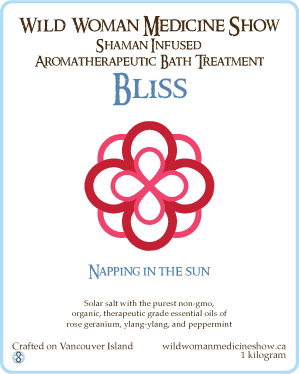 Wild Woman Medicine Show
Shaman Infused
Aromatherapeutic Bath Treatment
Bliss
Napping in the sun
Solar salt with the purest non-gmo,
organic, therapeutic grade essential oils of
rose geranium, ylang-ylang, and peppermint
Crafted on Vancouver Island
wildwomanmedicineshow.ca
1 kilogram